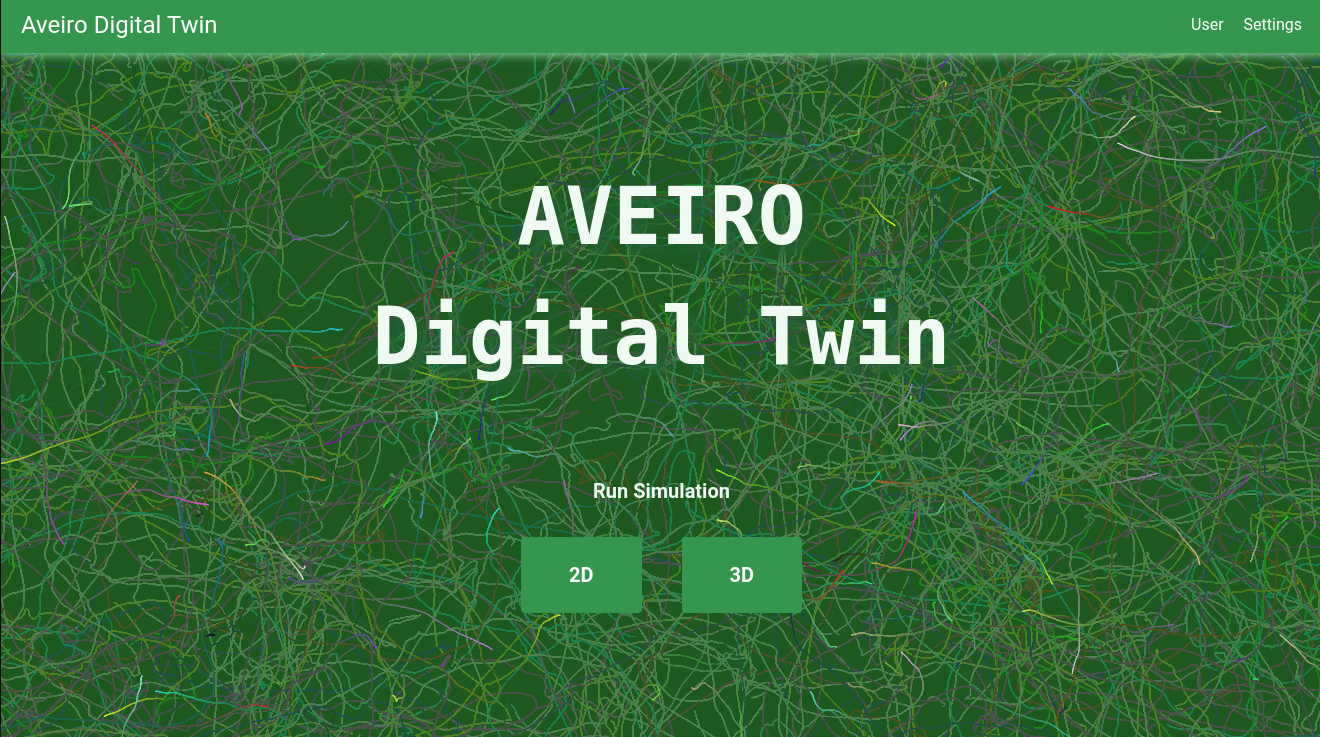 Aveiro Digital Twin
User Settings
AVEIRO
Digital Twin
Run Simulation
2D 3D